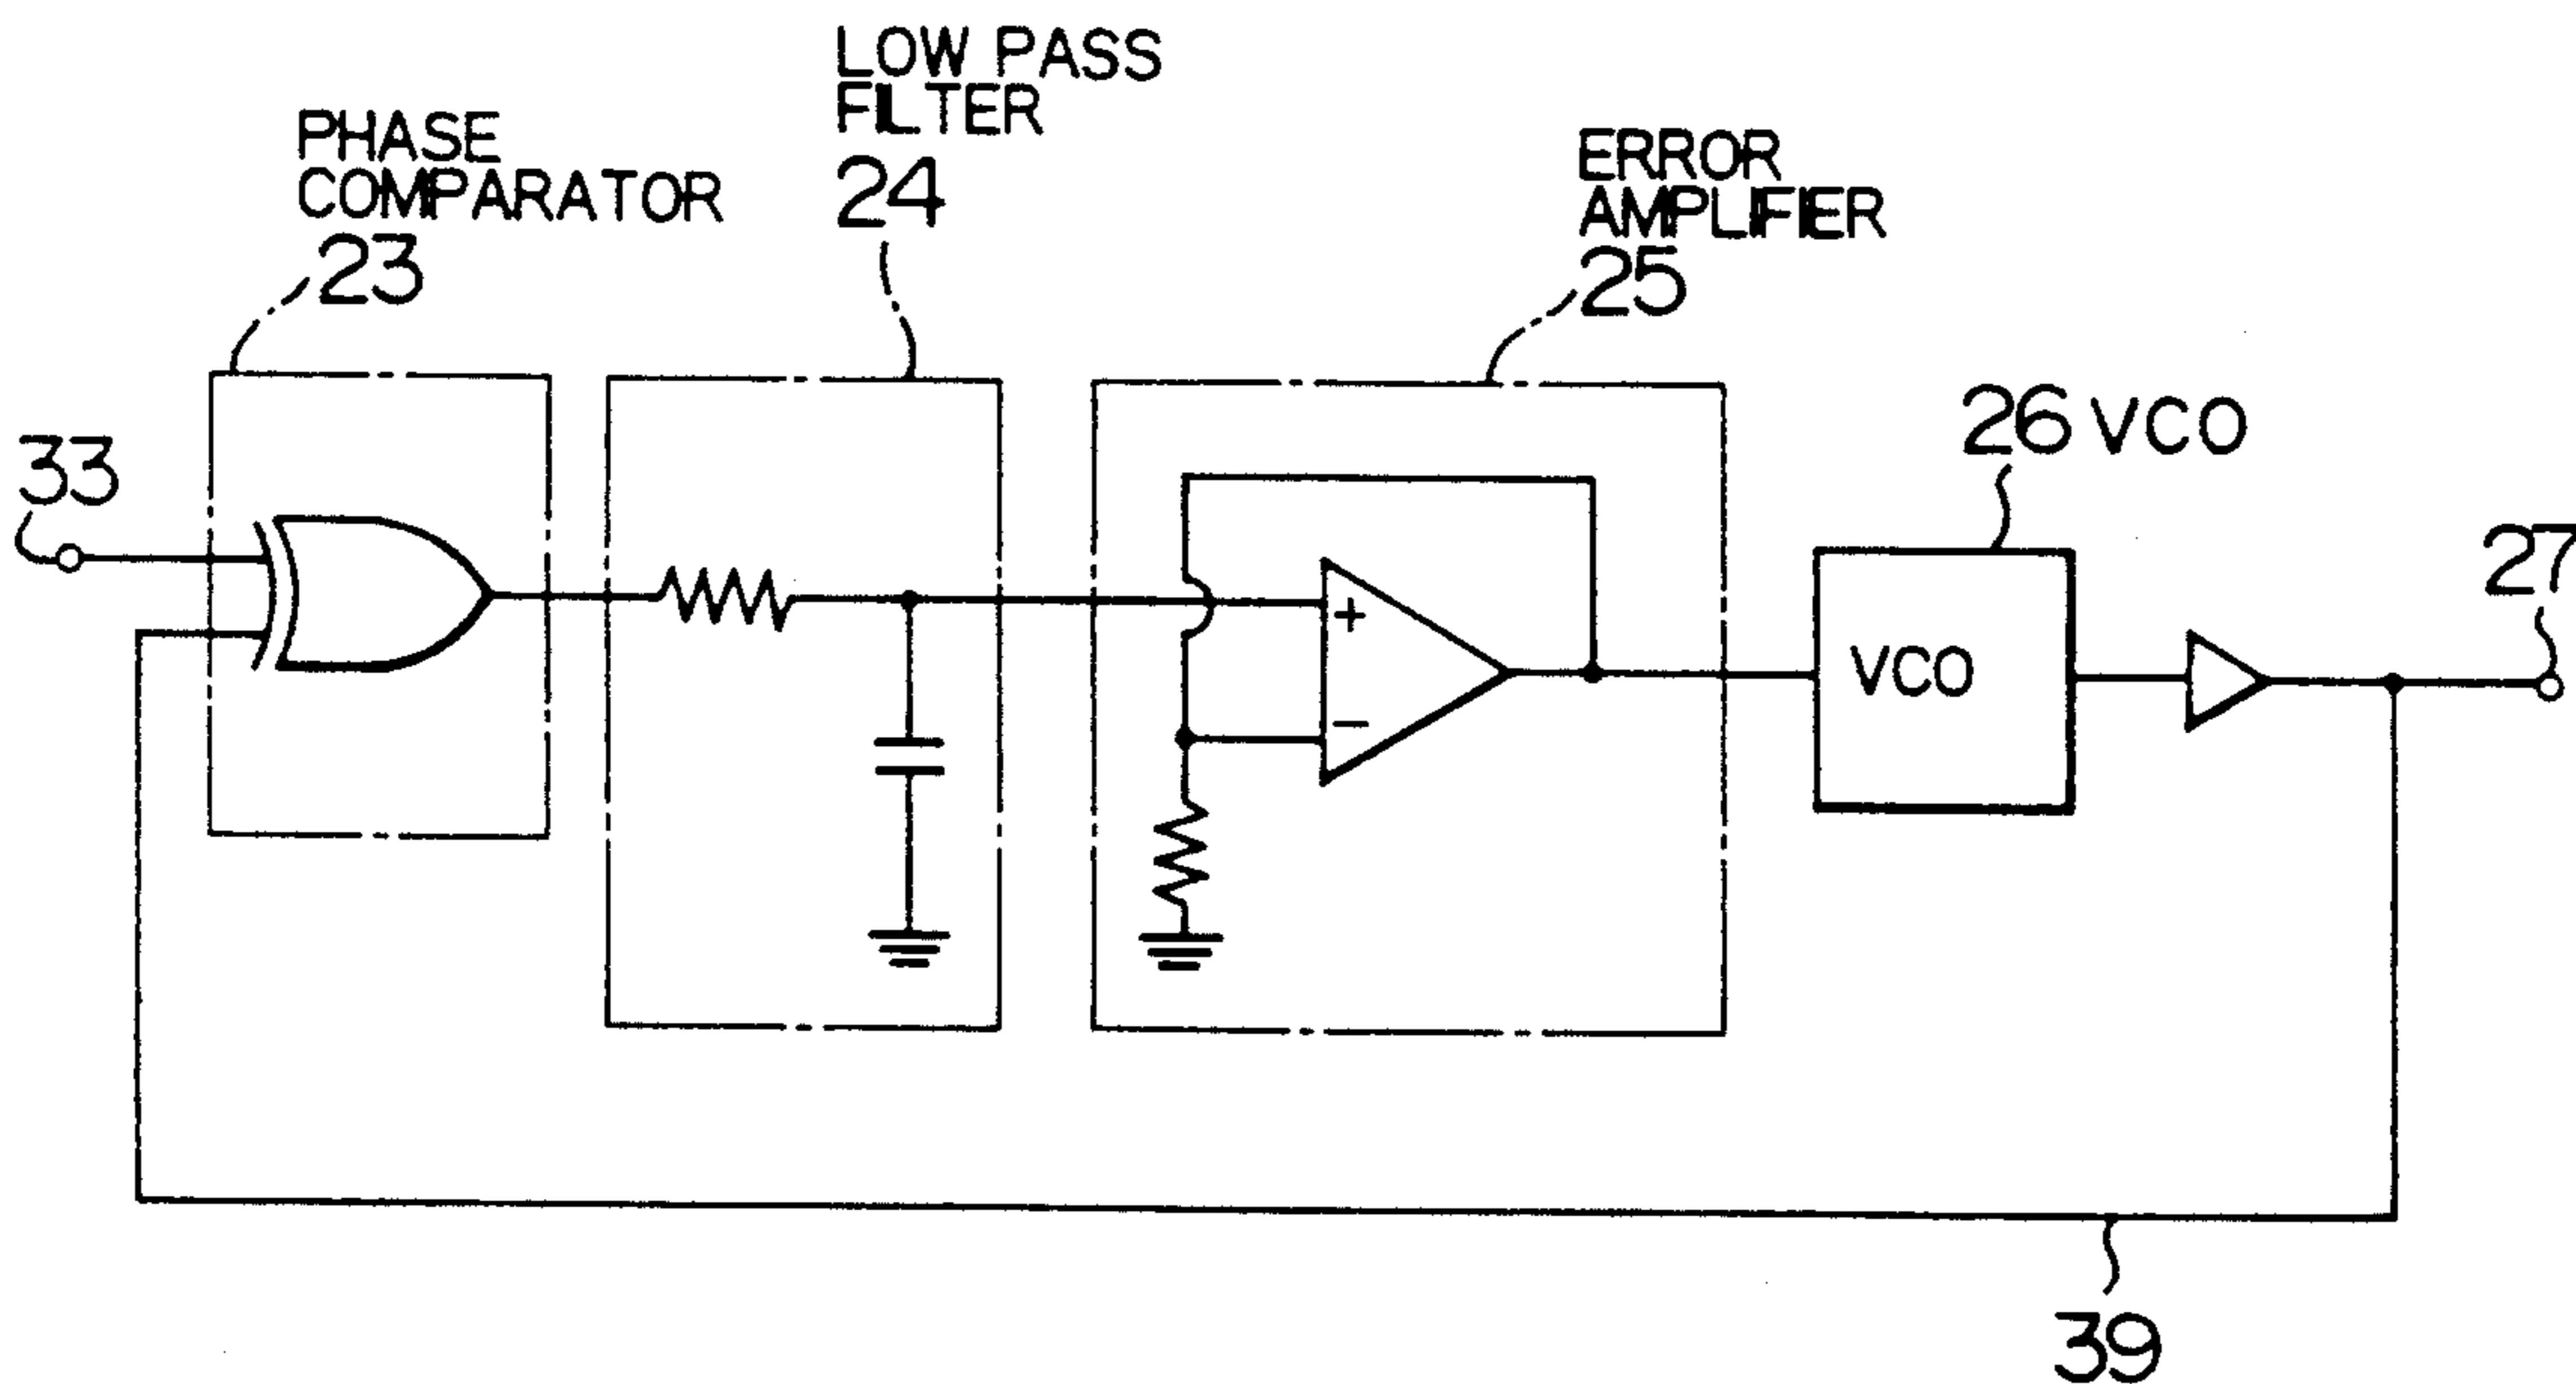 LOW PASS
FILTER
24
PHASE
COMPARATOR
23
ERROR
AMPLIFIER
25
26 VCO
33
27
+
−
VCO
39